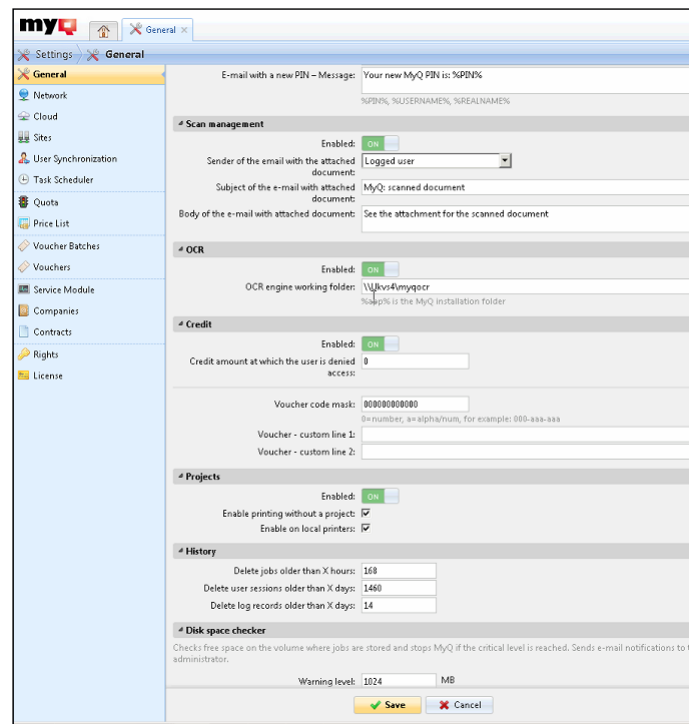 myQ
General
Settings General
General
Network
Cloud
Sites
User Synchronization
Task Scheduler
Quota
Price List
Voucher Batches
Vouchers
Service Module
Companies
Contracts
Rights
License
E-mail with a new PIN – Message: Your new MyQ PIN is: %PIN%
%PIN%, %USERNAME%, %REALNAME%
Scan management
Enabled: ON
Sender of the email with the attached Logged user
document:
Subject of the e-mail with attached MyQ: scanned document
document:
Body of the e-mail with attached document: See the attachment for the scanned document
OCR
Enabled: ON
OCR engine working folder:
%app% is the MyQ installation folder
Credit
Enabled: ON
Credit amount at which the user is denied 0
access:
Voucher code mask: 000000000000
0=number, a=alpha/num, for example: 000-aaa-aaa
Voucher - custom line 1:
Voucher - custom line 2:
Projects
Enabled: ON
Enable printing without a project:
Enable on local printers:
History
Delete jobs older than X hours: 168
Delete user sessions older than X days: 1460
Delete log records older than X days: 14
Disk space checker
Checks free space on the volume where jobs are stored and stops MyQ if the critical level is reached. Sends e-mail notifications to
administrator.
Warning level: 1024 MB
Save Cancel